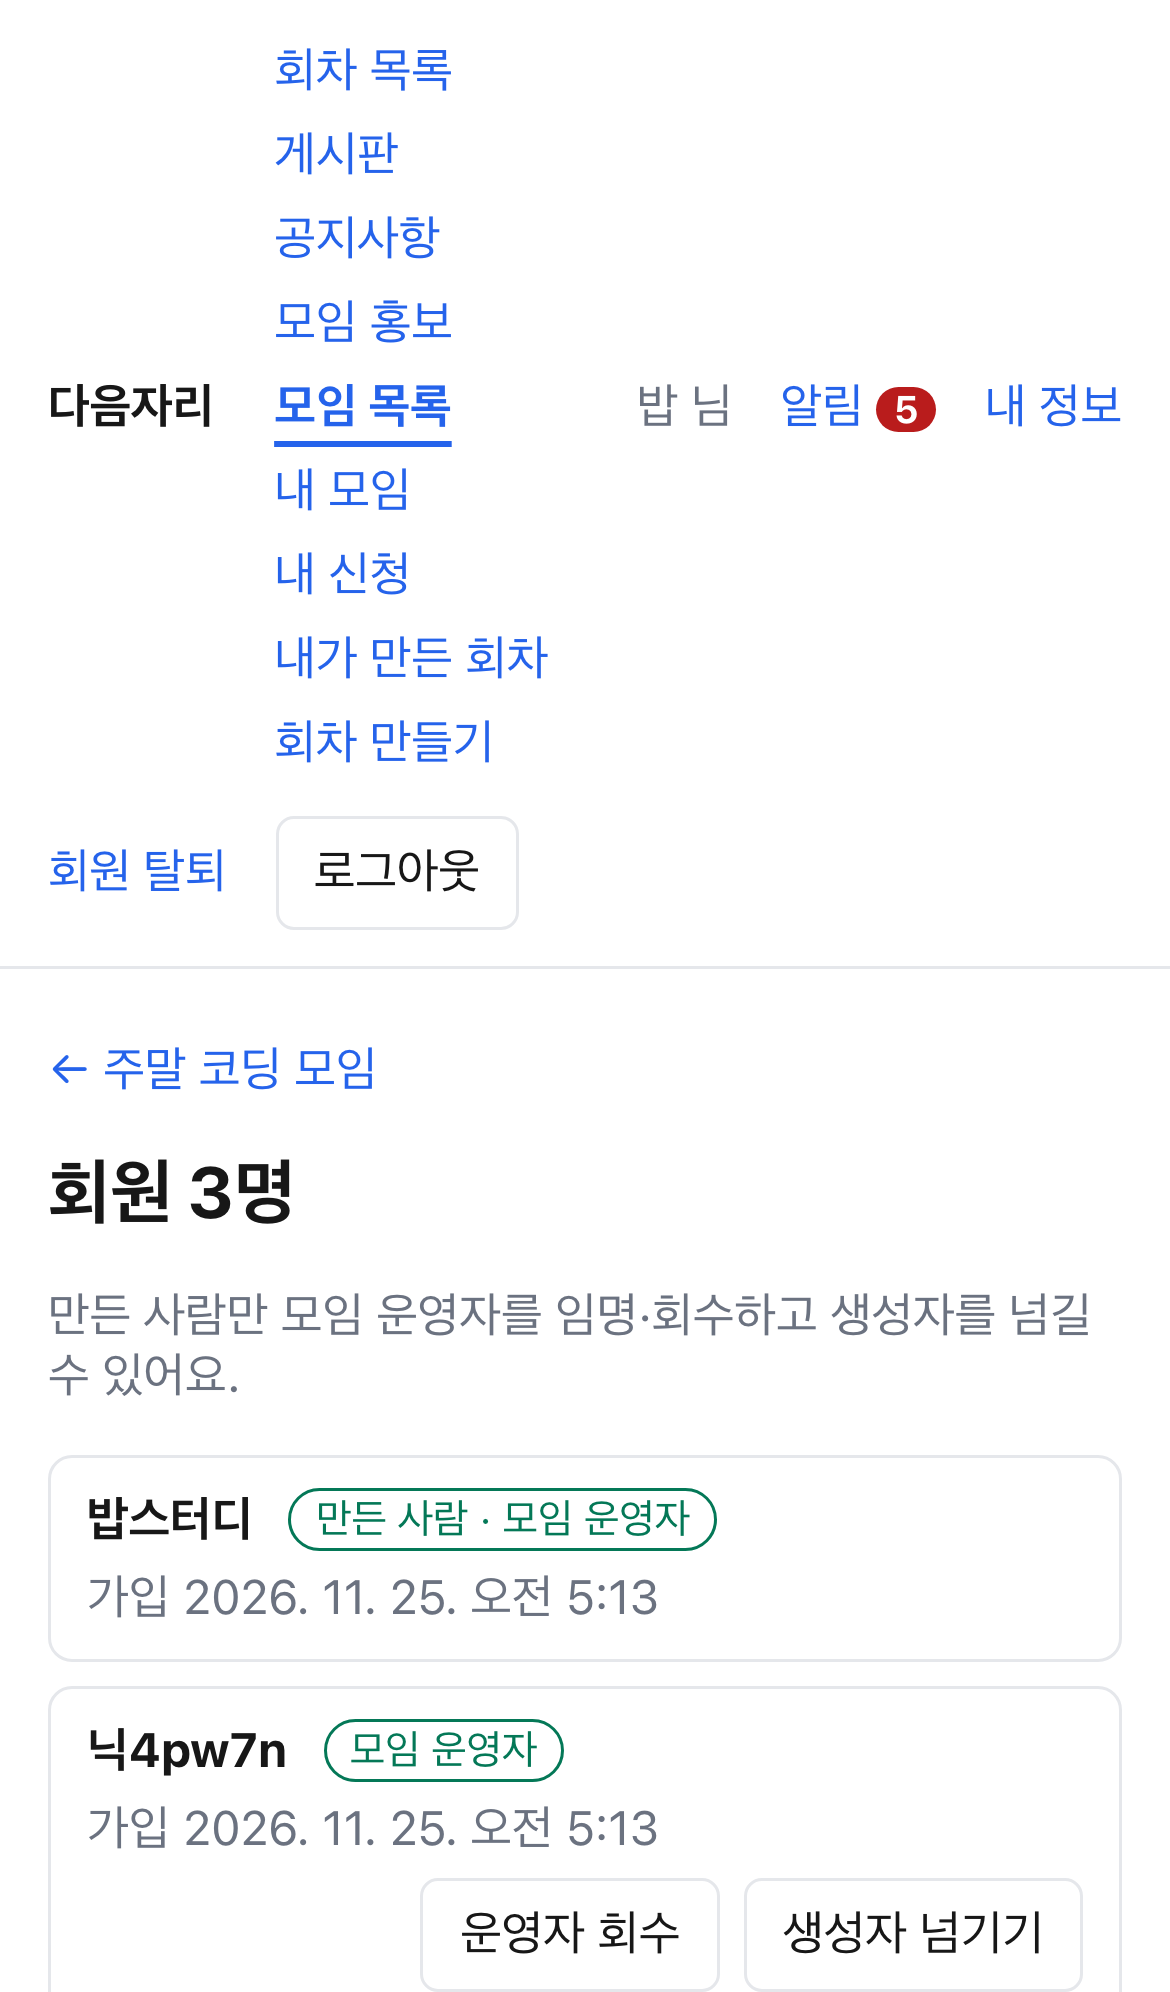 회차 목록
게시판
공지사항
모임 홍보
다음자리 모임 목록 밥 님 알림 5 내 정보
내 모임
내 신청
내가 만든 회차
회차 만들기
회원 탈퇴 로그아웃
← 주말 코딩 모임
회원 3명
만든 사람만 모임 운영자를 임명·회수하고 생성자를 넘길
수 있어요.
밥스터디 만든 사람 · 모임 운영자
가입 2026. 11. 25. 오전 5:13
닉4pw7n 모임 운영자
가입 2026. 11. 25. 오전 5:13
운영자 회수 생성자 넘기기